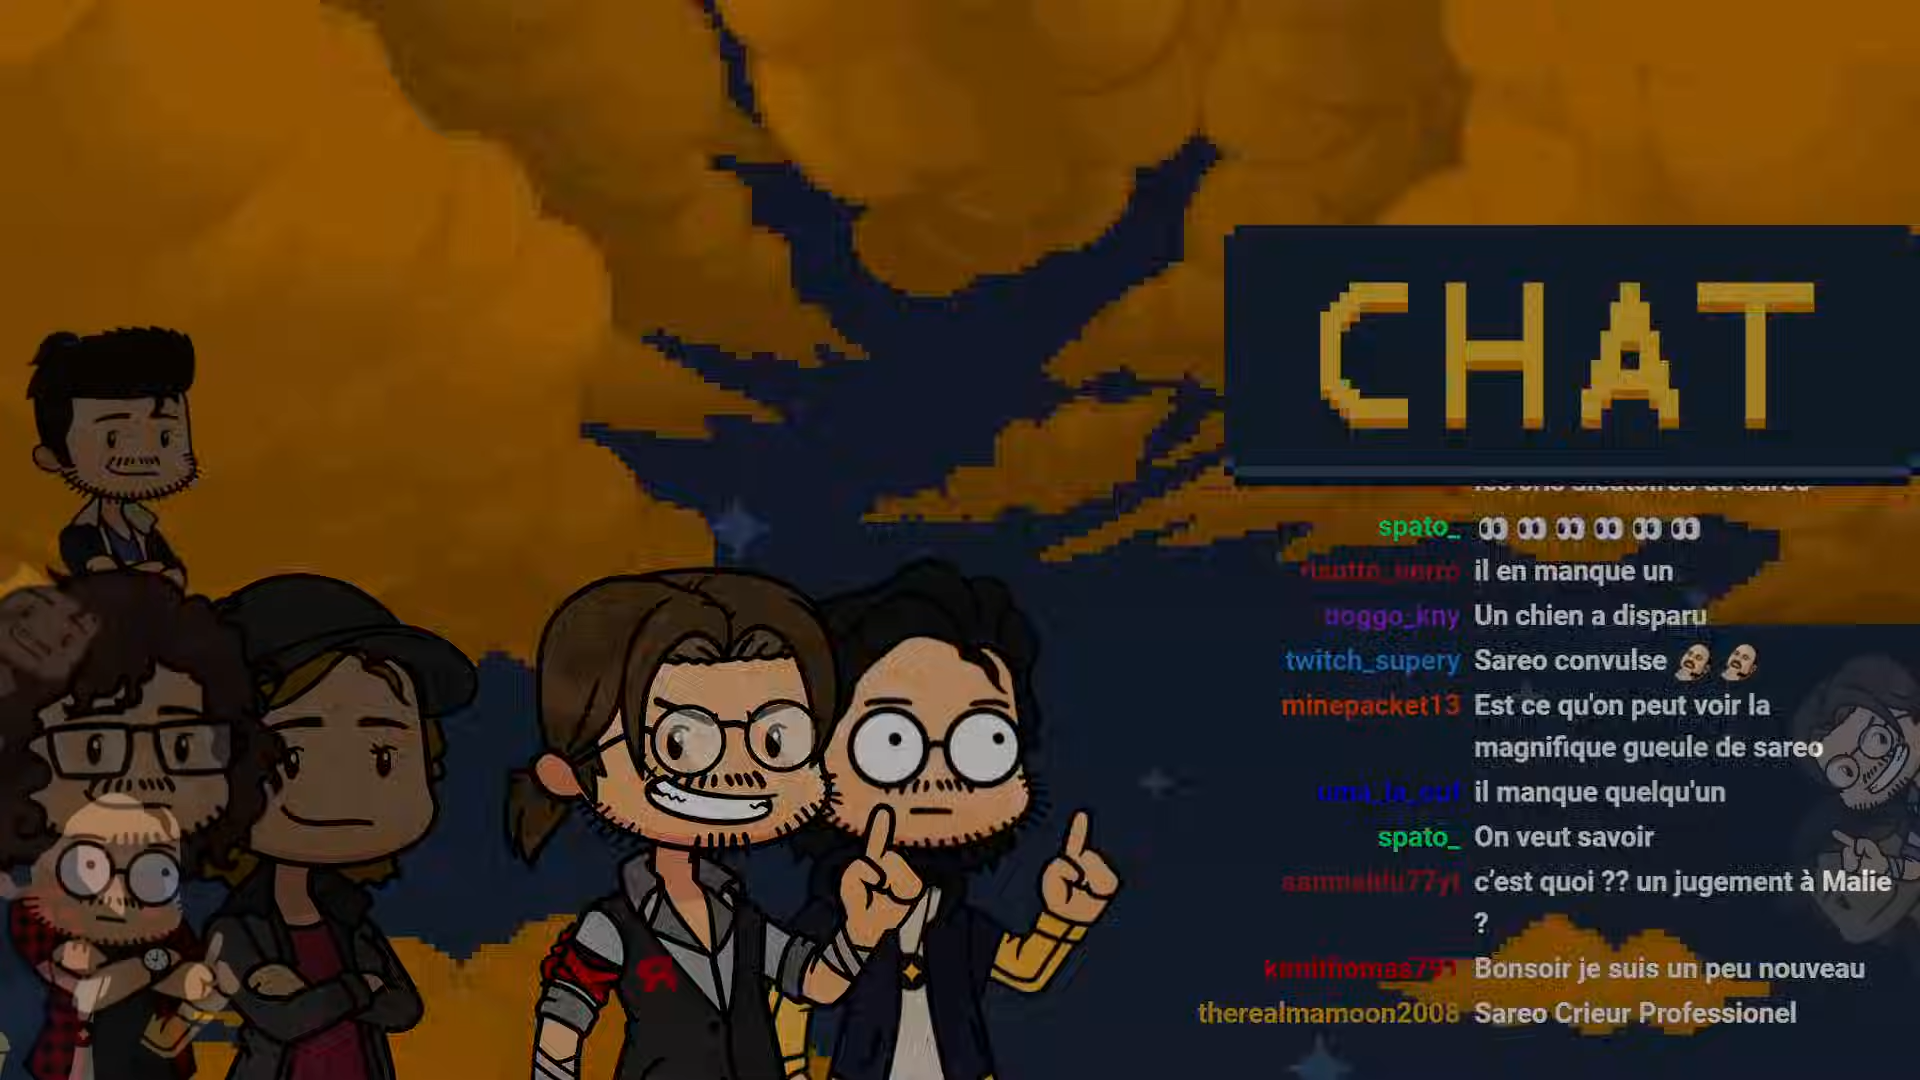 CHAT
spato_ 👀 👀 👀 👀 👀 👀
il en manque un
doggo_kny Un chien a disparu
twitch_supery Sareo convulse
minepacket13 Est ce qu'on peut voir la
magnifique gueule de sareo
il manque quelqu'un
spato_ On veut savoir
c'est quoi ?? un jugement à Malie
?
Bonsoir je suis un peu nouveau
therealmamoon2008 Sareo Crieur Professionel